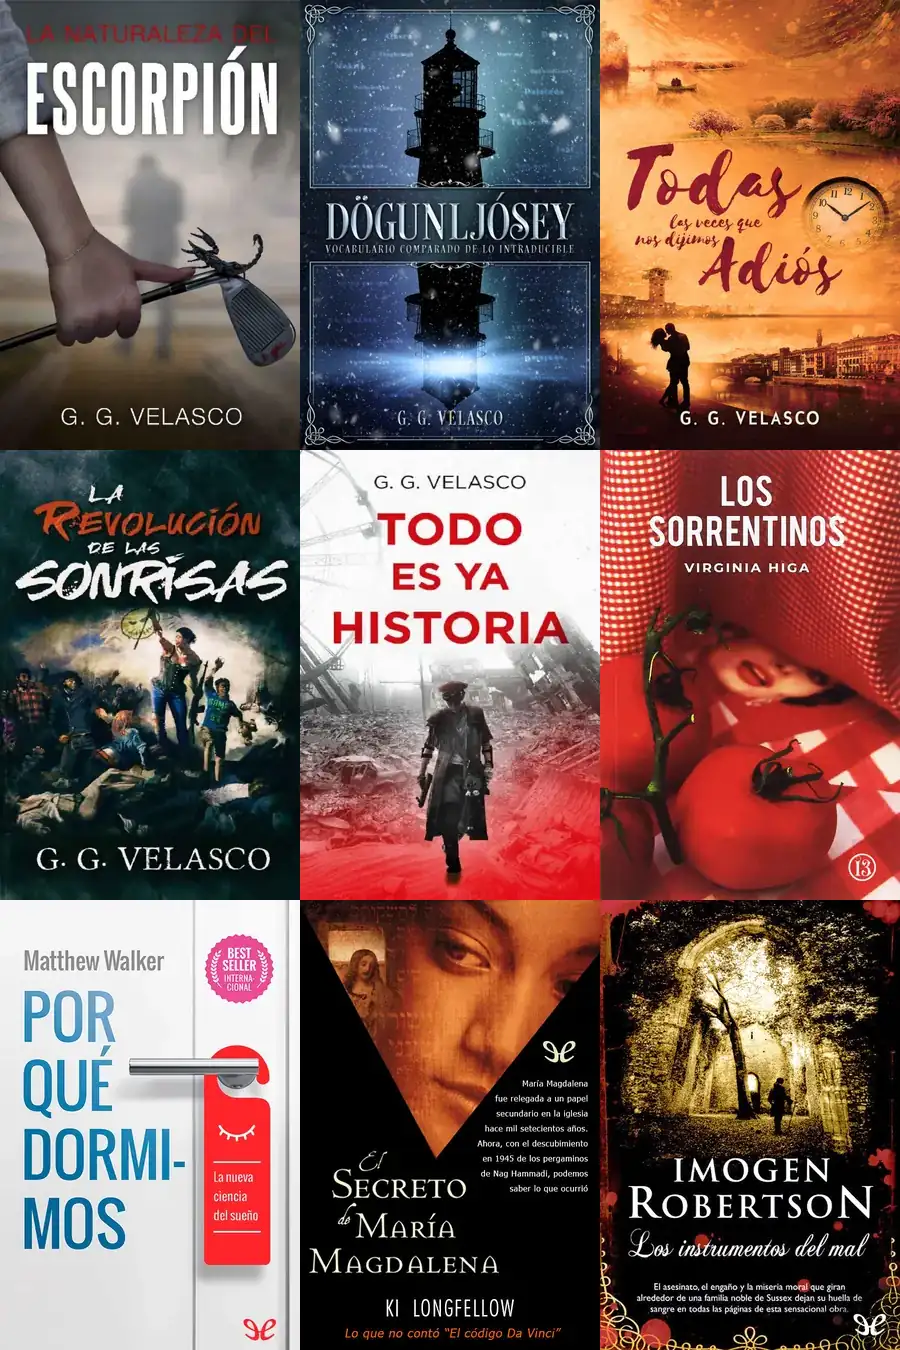 LA NATURALEZA DEL
ESCORPIÓN
G. G. VELASCO
DÖGUNLJÓSEY
VOCABULARIO COMPARADO DE LO INTRADUCIBLE
G. G. VELASCO
Todas
las veces que
nos dijimos
Adiós
G. G. VELASCO
LA
REVOLUCIÓN
DE LAS
SONRISAS
G. G. VELASCO
G. G. VELASCO
TODO
ES YA
HISTORIA
LOS
SORRENTINOS
VIRGINIA HIGA
13
Matthew Walker
BEST
SELLER
INTERNA-
CIONAL
POR
QUÉ
DORMI-
MOS
La nueva
ciencia
del sueño
María Magdalena
fue relegada a un papel
secundario en la iglesia
hace mil setecientos años.
Ahora, con el descubrimiento
en 1945 de los pergaminos
de Nag Hammadi, podemos
saber lo que ocurrió
El
SECRETO
de MARÍA
MAGDALENA
KI LONGFELLOW
Lo que no contó “El código Da Vinci”
IMOGEN
ROBERTSON
Los instrumentos del mal
El asesinato, el engaño y la miseria moral que giran
alrededor de una familia noble de Sussex dejan su huella de
sangre en todas las páginas de esta sensacional obra.